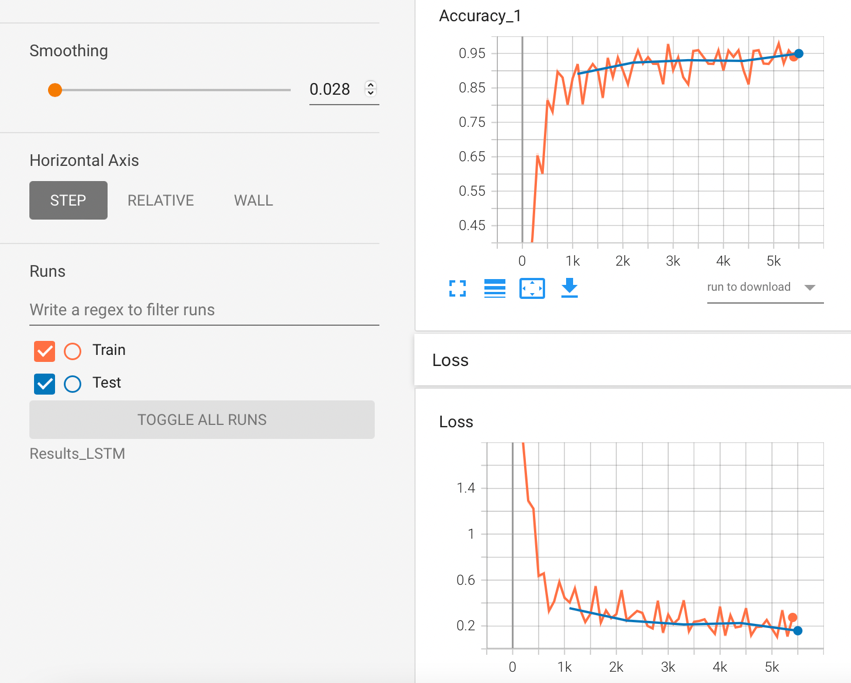 Smoothing
0.028
Horizontal Axis
STEP RELATIVE WALL
Runs
Write a regex to filter runs
Train
Test
TOGGLE ALL RUNS
Results_LSTM
Accuracy_1
0.95
0.85
0.75
0.65
0.55
0.45
0 1k 2k 3k 4k 5k
run to download
Loss
Loss
1.4
1
0.6
0.2
0 1k 2k 3k 4k 5k